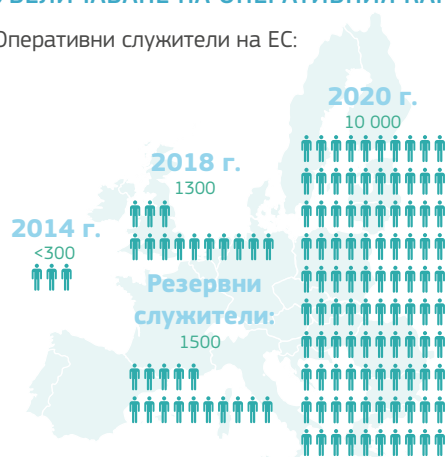 Оперативни служители на ЕС:
2020 г.
10 000
2018 г.
1300
2014 г.
<300
Резервни
служители:
1500